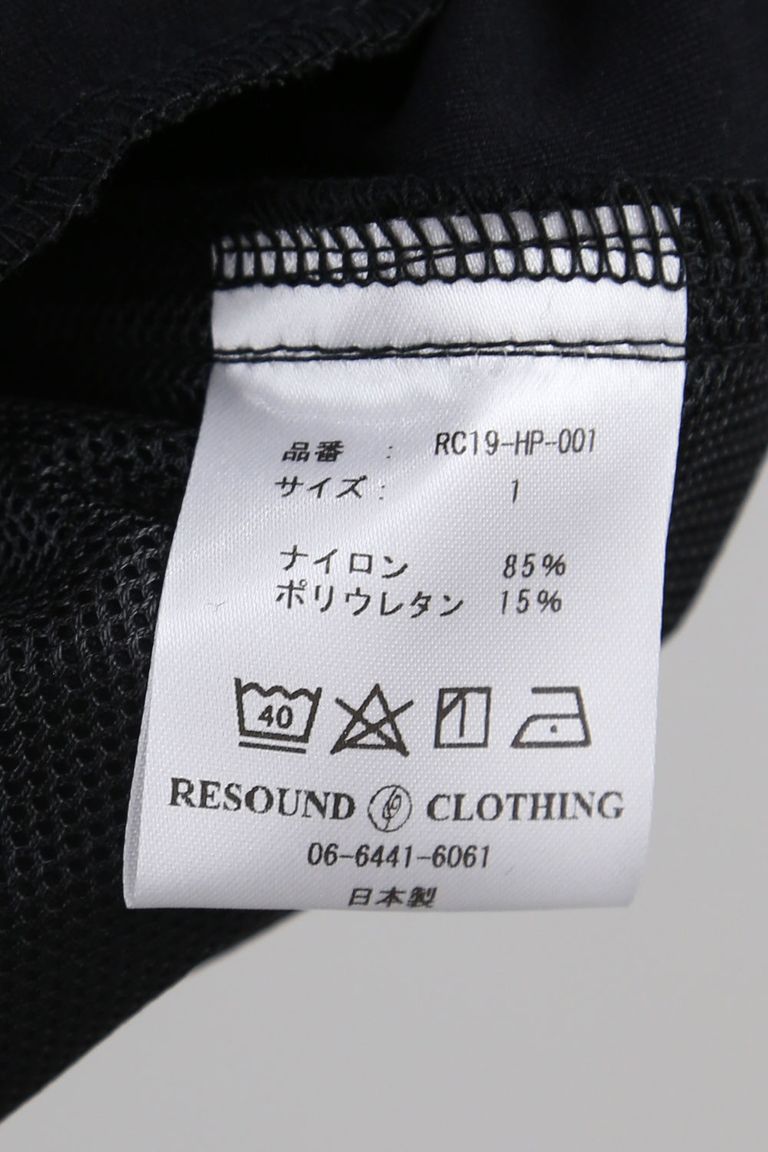 品番 : RC19-HP-001
サイズ : 1
ナイロン 85%
ポリウレタン 15%
40
RESOUND CLOTHING
06-6441-6061
日本製